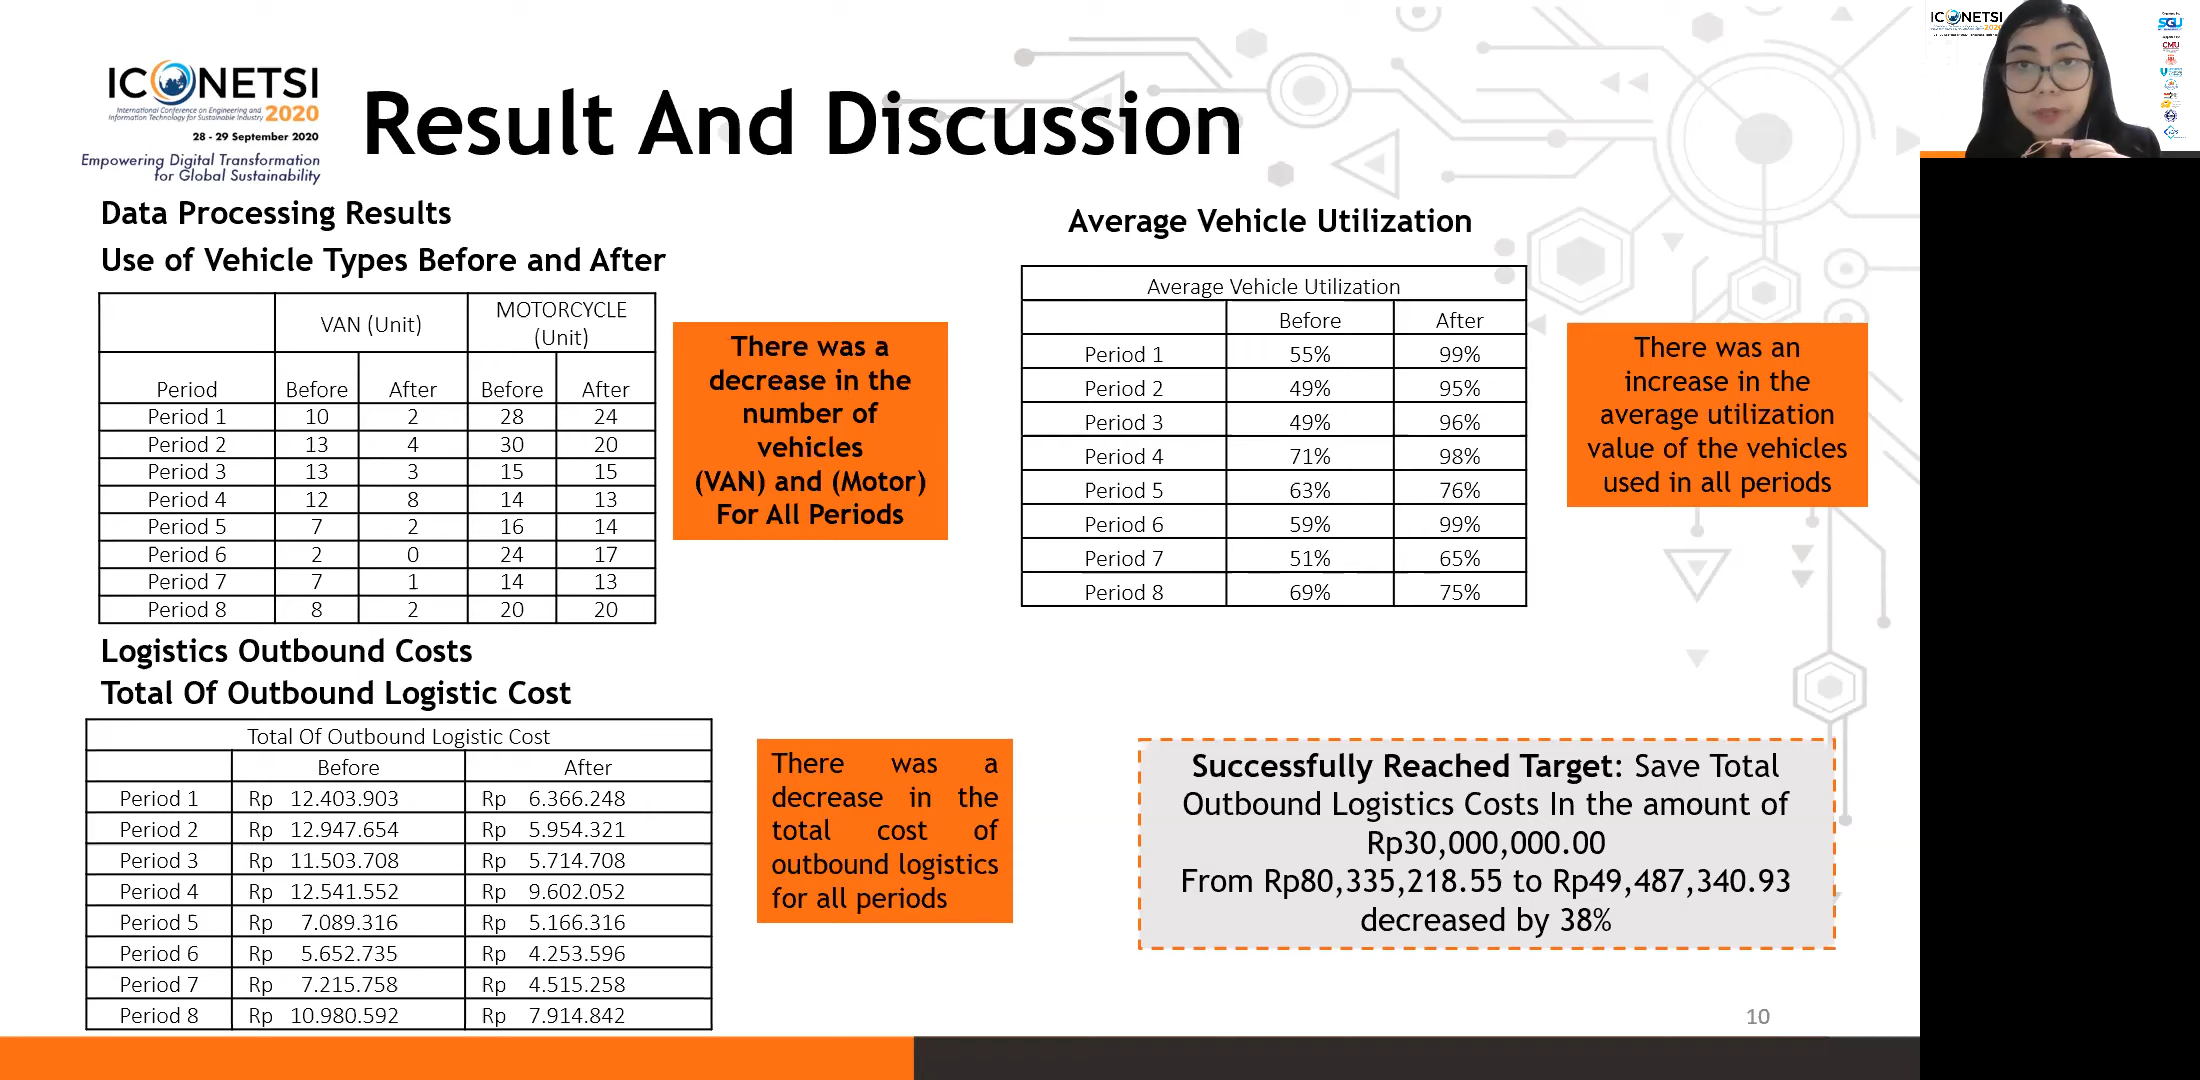 ICONETSI
International Conference on Engineering and
Information Technology for Sustainable Industry 2020
28 - 29 September 2020
Empowering Digital Transformation
for Global Sustainability
Result And Discussion
Data Processing Results
Use of Vehicle Types Before and After
VAN (Unit) MOTORCYCLE (Unit)
Period Before After Before After
Period 1 10 2 28 24
Period 2 13 4 30 20
Period 3 13 3 15 15
Period 4 12 8 14 13
Period 5 7 2 16 14
Period 6 2 0 24 17
Period 7 7 1 14 13
Period 8 8 2 20 20
There was a
decrease in the
number of
vehicles
(VAN) and (Motor)
For All Periods
Average Vehicle Utilization
Average Vehicle Utilization
Before After
Period 1 55% 99%
Period 2 49% 95%
Period 3 49% 96%
Period 4 71% 98%
Period 5 63% 76%
Period 6 59% 99%
Period 7 51% 65%
Period 8 69% 75%
There was an
increase in the
average utilization
value of the vehicles
used in all periods
Logistics Outbound Costs
Total Of Outbound Logistic Cost
Total Of Outbound Logistic Cost
Before After
Period 1 Rp 12.403.903 Rp 6.366.248
Period 2 Rp 12.947.654 Rp 5.954.321
Period 3 Rp 11.503.708 Rp 5.714.708
Period 4 Rp 12.541.552 Rp 9.602.052
Period 5 Rp 7.089.316 Rp 5.166.316
Period 6 Rp 5.652.735 Rp 4.253.596
Period 7 Rp 7.215.758 Rp 4.515.258
Period 8 Rp 10.980.592 Rp 7.914.842
There was a
decrease in the
total cost of
outbound logistics
for all periods
Successfully Reached Target: Save Total
Outbound Logistics Costs In the amount of
Rp30,000,000.00
From Rp80,335,218.55 to Rp49,487,340.93
decreased by 38%
10
ICONETSI
SGU
CMU